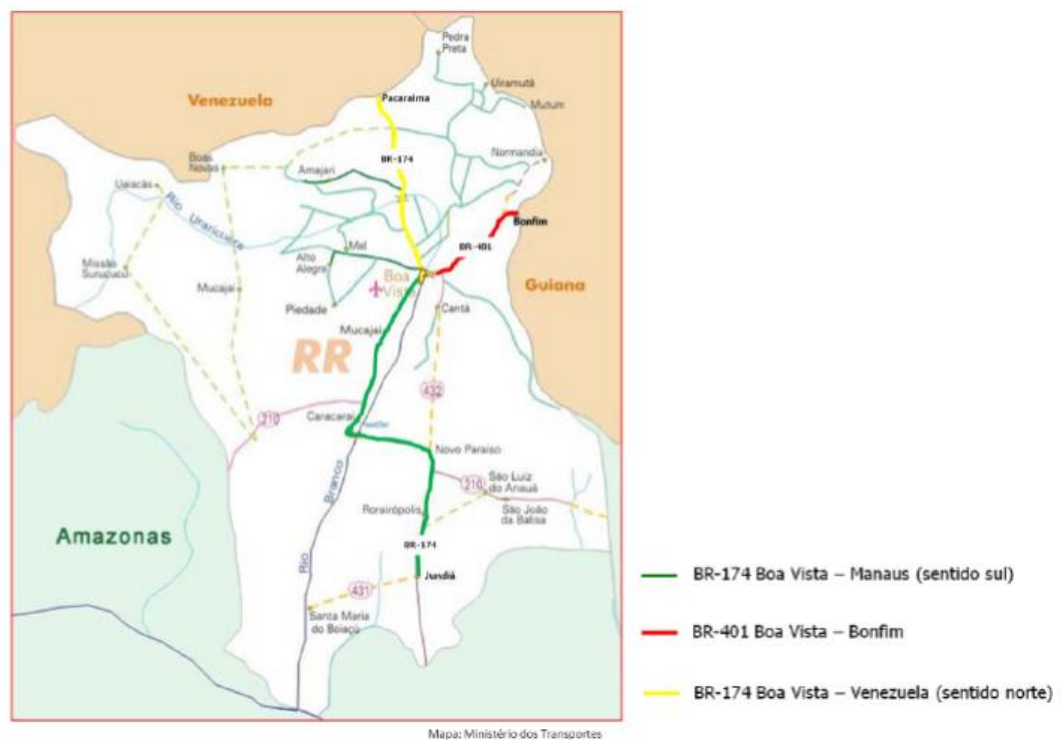 Pedra
Preta
Uiramutã
Mutum
Venezuela
Pacaraima
Normandia
BR-174
Boas
Novas
Amajari
Uaiacás
Rio Uraricuera
Bonfim
BR-401
Mel
Alto
Alegre
Missão
Surucucu
Boa
Vista
Guiana
Mucajaí
Piedade
Cantá
Mucajaí
RR
432
Caracaraí
210
Novo Paraíso
São Luiz
do Anauá
210
Rio Branco
Rorainópolis
São João
da Baliza
Amazonas
BR-174
Jundiá
431
Santa Maria
do Boiaçú
BR-174 Boa Vista – Manaus (sentido sul)
BR-401 Boa Vista – Bonfim
BR-174 Boa Vista – Venezuela (sentido norte)
Mapa: Ministério dos Transportes